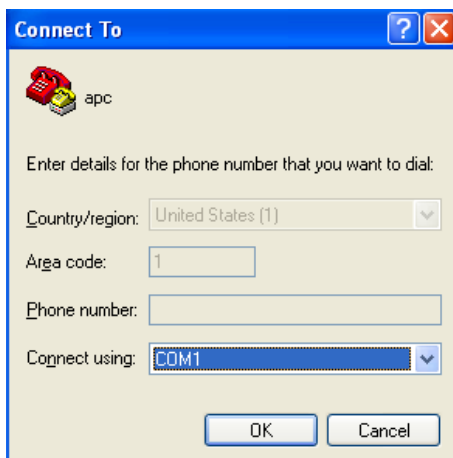 Connect To
apc
Enter details for the phone number that you want to dial:
Country/region: United States (1)
Area code: 1
Phone number:
Connect using: COM1
OK Cancel